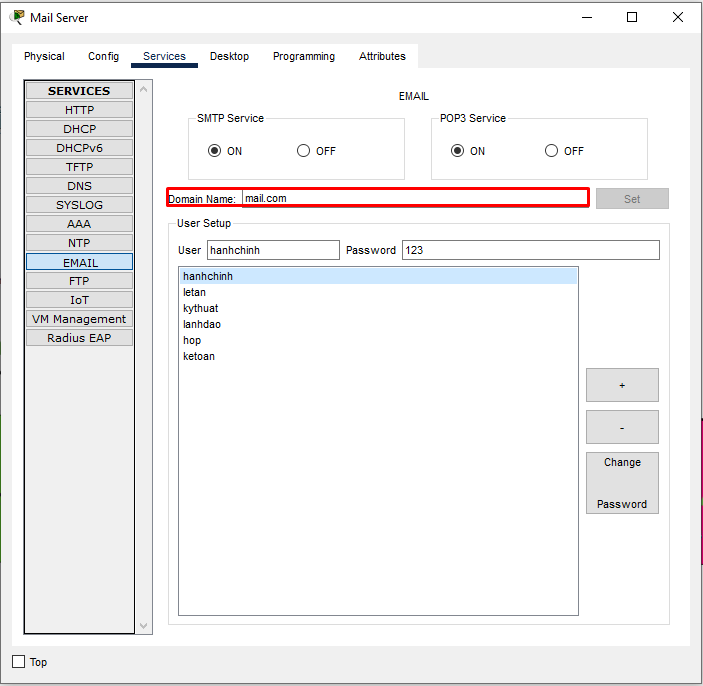 Mail Server
Physical Config Services Desktop Programming Attributes
SERVICES
HTTP
DHCP
DHCPv6
TFTP
DNS
SYSLOG
AAA
NTP
EMAIL
FTP
IoT
VM Management
Radius EAP
EMAIL
SMTP Service
ON OFF
POP3 Service
ON OFF
Domain Name: mail.com Set
User Setup
User hanhchinh Password 123
hanhchinh
letan
kythuat
lanhdao
hop
ketoan
+
-
Change
Password
Top